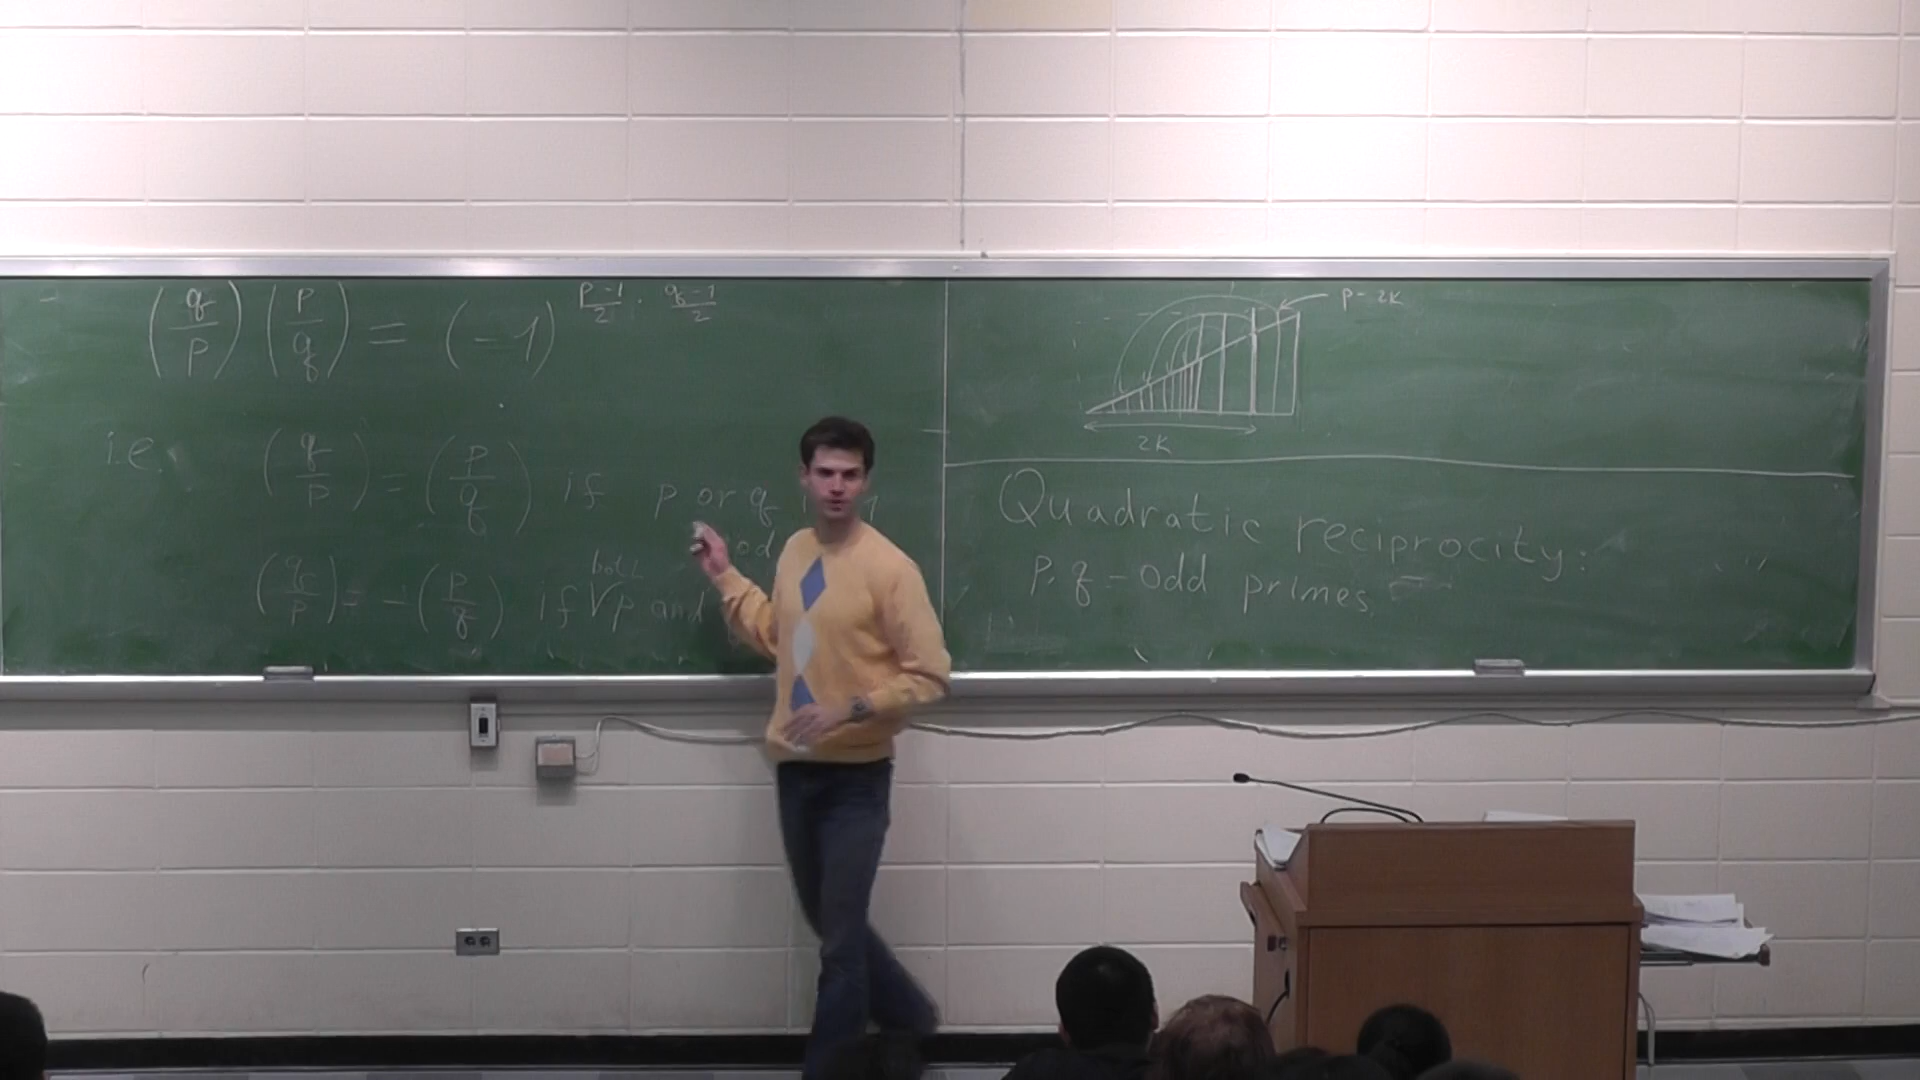 (q/p) (p/q) = (-1)^(p-1)/2 · (q-1)/2
i.e. (q/p) = (p/q) if p or q
(q/p) = -(p/q) if both p and
p-2k
2k
Quadratic reciprocity:
p, q - odd primes